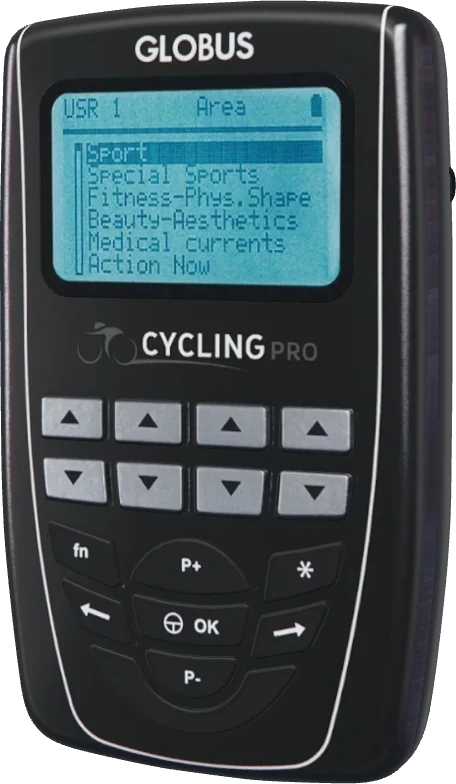 GLOBUS
USR 1 Area
Sport
Special Sports
Fitness-Phys.Shape
Beauty-Aesthetics
Medical currents
Action Now
CYCLING PRO
fn
P+
*
OK
P-